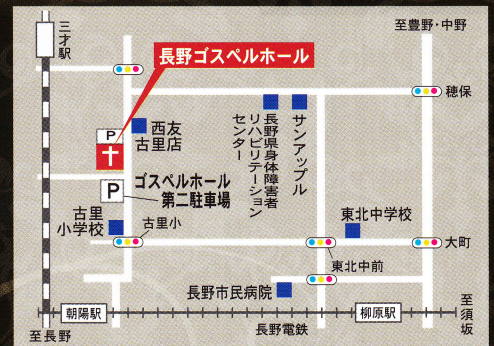 三才駅
至豊野・中野
長野ゴスペルホール
穂保
P
西友
古里店
サンアップル
長野県身体障害者
リハビリテーション
センター
P
ゴスペルホール
第二駐車場
古里
小学校
古里小
東北中学校
大町
東北中前
長野市民病院
朝陽駅
柳原駅
至須坂
至長野
長野電鉄